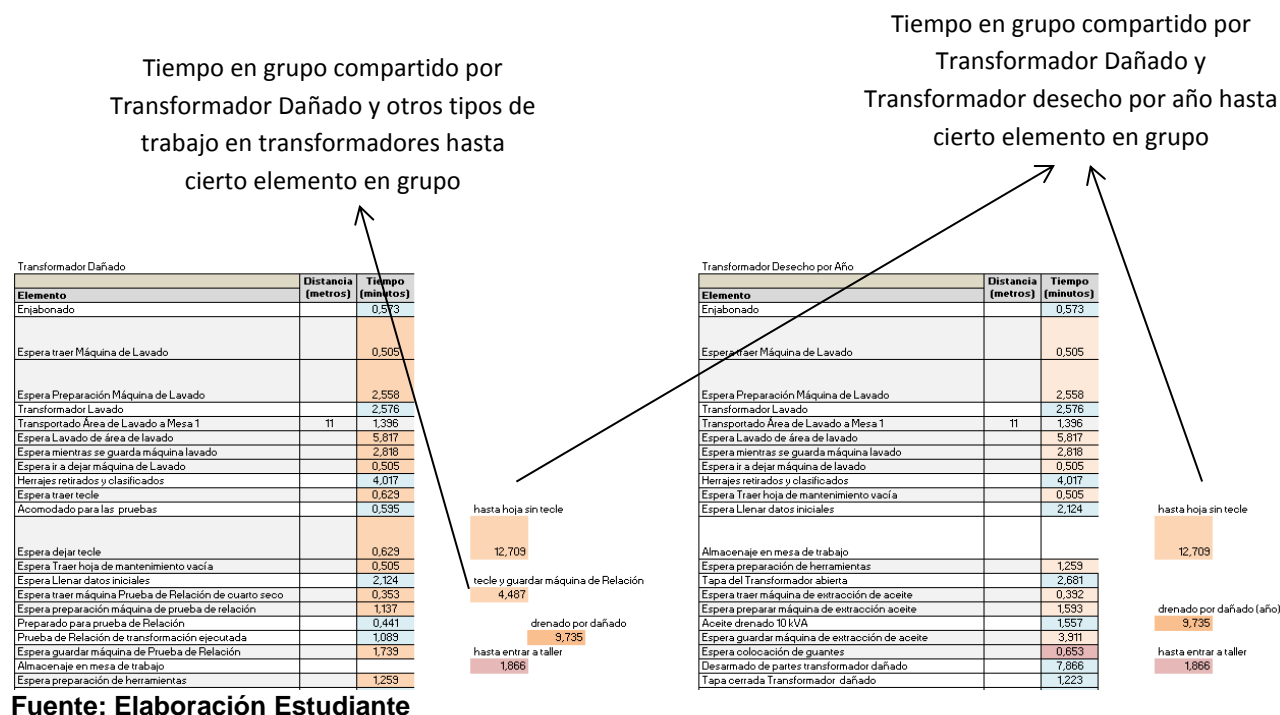 Tiempo en grupo compartido por
Transformador Dañado y
Transformador desecho por año hasta
cierto elemento en grupo
Tiempo en grupo compartido por
Transformador Dañado y otros tipos de
trabajo en transformadores hasta
cierto elemento en grupo
Transformador Dañado
Elemento Distancia (metros) Tiempo (minutos)
Enjabonado 0,573
Espera traer Máquina de Lavado 0,505
Espera Preparación Máquina de Lavado 2,558
Transformador Lavado 2,576
Transportado Área de Lavado a Mesa 1 11 1,396
Espera Lavado de área de lavado 5,817
Espera mientras se guarda máquina lavado 2,818
Espera ir a dejar máquina de Lavado 0,505
Herrajes retirados y clasificados 4,017
Espera traer tecle 0,629
Acomodado para las pruebas 0,595
Espera dejar tecle 0,629
Espera Traer hoja de mantenimiento vacía 0,505
Espera Llenar datos iniciales 2,124
Espera traer máquina Prueba de Relación de cuarto seco 0,353
Espera preparación máquina de prueba de relación 1,137
Preparado para prueba de Relación 0,441
Prueba de Relación de transformación ejecutada 1,089
Espera guardar máquina de Prueba de Relación 1,739
Almacenaje en mesa de trabajo
Espera preparación de herramientas 1,259
hasta hoja sin tecle
12,709
tecle y guardar máquina de Relación
4,487
drenado por dañado
9,735
hasta entrar a taller
1,866
Transformador Desecho por Año
Elemento Distancia (metros) Tiempo (minutos)
Enjabonado 0,573
Espera traer Máquina de Lavado 0,505
Espera Preparación Máquina de Lavado 2,558
Transformador Lavado 2,576
Transportado Área de Lavado a Mesa 1 11 1,396
Espera Lavado de área de lavado 5,817
Espera mientras se guarda máquina lavado 2,818
Espera ir a dejar máquina de lavado 0,505
Herrajes retirados y clasificados 4,017
Espera Traer hoja de mantenimiento vacía 0,505
Espera Llenar datos iniciales 2,124
Almacenaje en mesa de trabajo
Espera preparación de herramientas 1,259
Tapa del Transformador abierta 2,681
Espera traer máquina de extracción de aceite 0,392
Espera preparar máquina de extracción aceite 1,593
Aceite drenado 10 kVA 1,557
Espera guardar máquina de extracción de aceite 3,911
Espera colocación de guantes 0,653
Desarmado de partes transformador dañado 7,866
Tapa cerrada Transformador dañado 1,223
hasta hoja sin tecle
12,709
drenado por dañado (año)
9,735
hasta entrar a taller
1,866
Fuente: Elaboración Estudiante